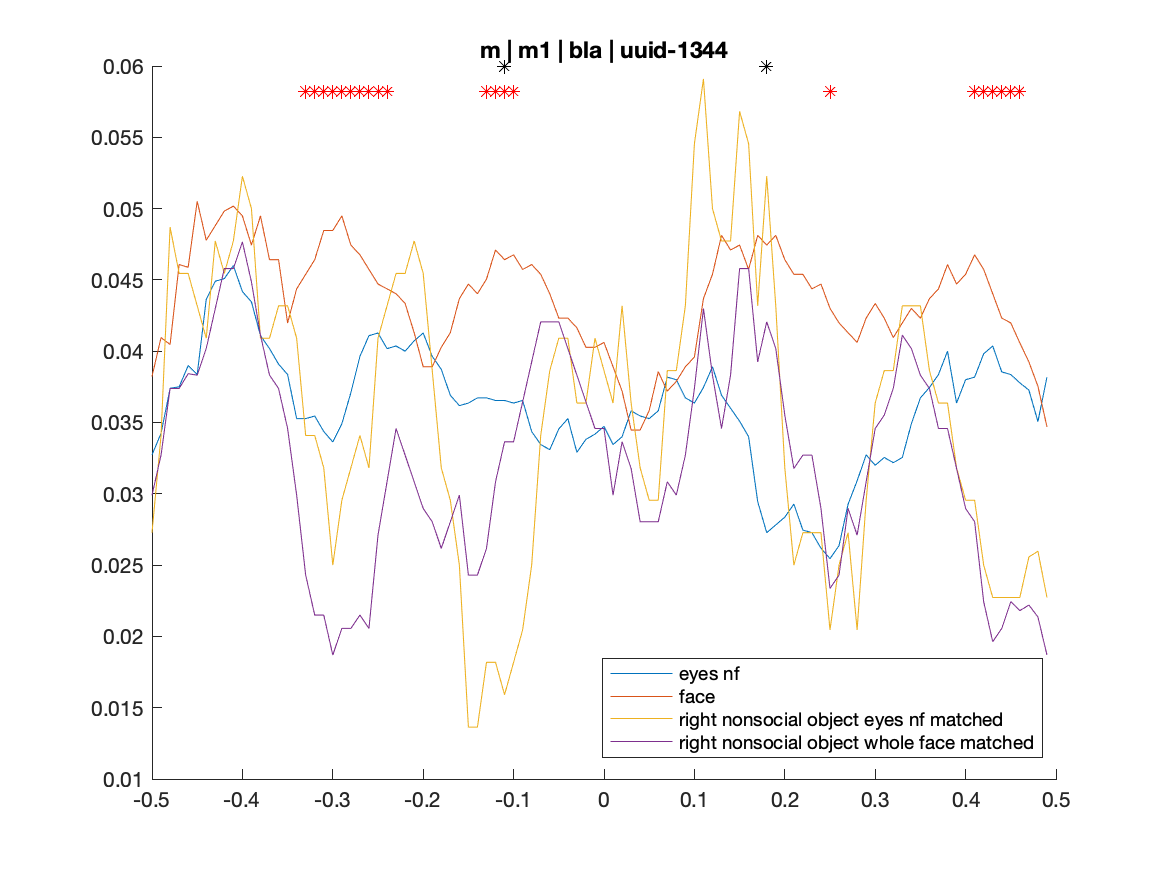 m | m1 | bla | uuid-1344
0.06
0.055
0.05
0.045
0.04
0.035
0.03
0.025
0.02
0.015
0.01
-0.5 -0.4 -0.3 -0.2 -0.1 0 0.1 0.2 0.3 0.4 0.5
eyes nf
face
right nonsocial object eyes nf matched
right nonsocial object whole face matched